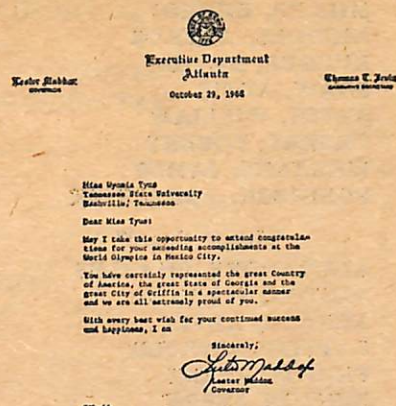 Executive Department
Atlanta
Lester Maddox
GOVERNOR
Thomas T. Irvin
EXECUTIVE SECRETARY
October 29, 1968
Miss Wyomia Tyus
Tennessee State University
Nashville, Tennessee
Dear Miss Tyus:
May I take this opportunity to extend congratula-
tions for your exceeding accomplishments at the
World Olympics in Mexico City.
You have certainly represented the great Country
of America, the great State of Georgia and the
great City of Griffin in a spectacular manner
and we are all extremely proud of you.
With every best wish for your continued success
and happiness, I am
Sincerely,
Lester Maddox
Lester Maddox
Governor